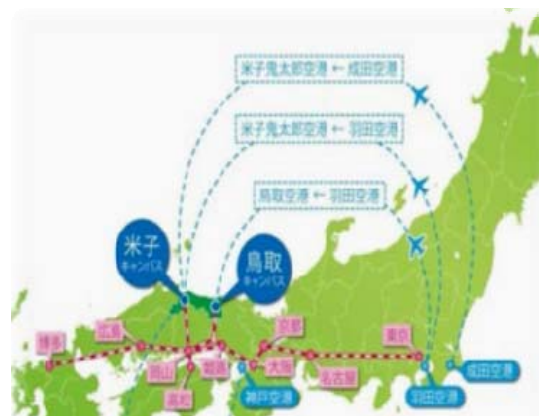 米子鬼太郎空港 ← 成田空港
米子鬼太郎空港 ← 羽田空港
鳥取空港 ← 羽田空港
米子
キャンパス
鳥取
キャンパス
博多
広島
岡山
高知
姫路
京都
大阪
神戸空港
名古屋
東京
羽田空港
成田空港